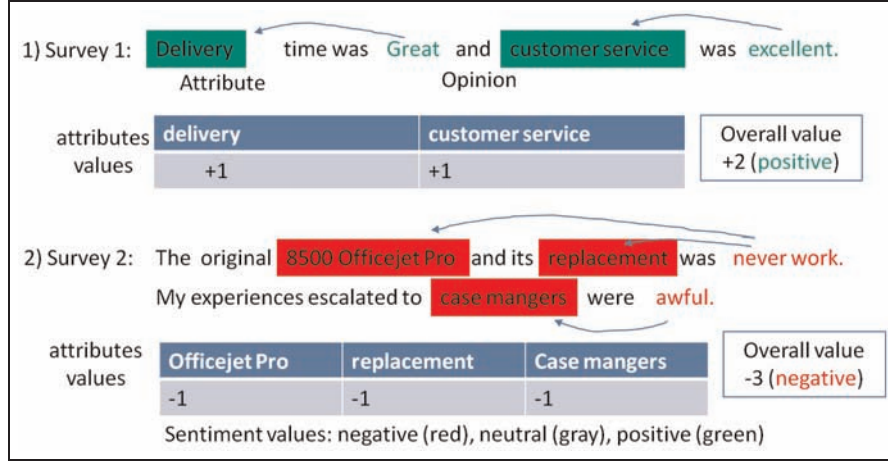 1) Survey 1: Delivery time was Great and customer service was excellent.
Attribute Opinion
attributes delivery customer service Overall value
values +1 +1 +2 (positive)
2) Survey 2: The original 8500 Officejet Pro and its replacement was never work.
My experiences escalated to case mangers were awful.
attributes Officejet Pro replacement Case mangers Overall value
values -1 -1 -1 -3 (negative)
Sentiment values: negative (red), neutral (gray), positive (green)